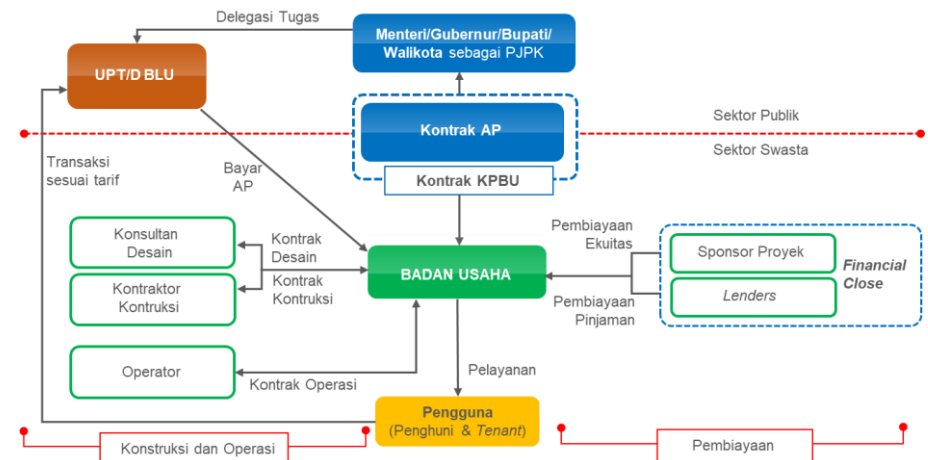 Delegasi Tugas
Menteri/Gubernur/Bupati/
Walikota sebagai PJPK
UPT/D BLU
Kontrak AP
Sektor Publik
Sektor Swasta
Transaksi
sesuai tarif
Bayar
AP
Kontrak KPBU
Konsultan
Desain
Kontrak
Desain
Kontraktor
Kontruksi
Kontrak
Kontruksi
BADAN USAHA
Pembiayaan
Ekuitas
Pembiayaan
Pinjaman
Sponsor Proyek
Lenders
Financial
Close
Operator
Kontrak Operasi
Pelayanan
Pengguna
(Penghuni & Tenant)
Konstruksi dan Operasi
Pembiayaan